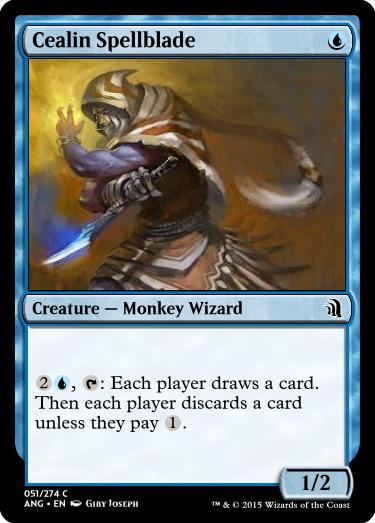 Cealin Spellblade
Creature — Monkey Wizard
2, : Each player draws a card.
Then each player discards a card
unless they pay 1.
1/2
051/274 C
ANG • EN Giby Joseph
™ & © 2015 Wizards of the Coast